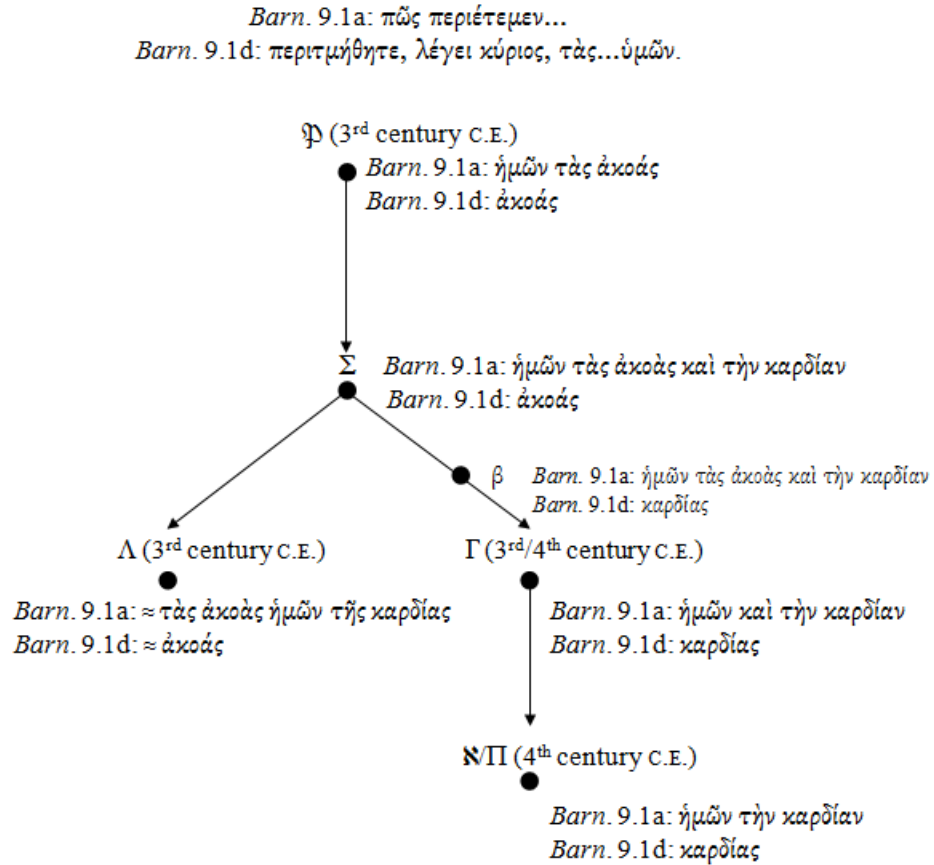 Barn. 9.1a: πῶς περιέτεμεν...
Barn. 9.1d: περιτμήθητε, λέγει κύριος, τὰς...ὑμῶν.
𝔓 (3rd century C.E.)
Barn. 9.1a: ἡμῶν τὰς ἀκοάς
Barn. 9.1d: ἀκοάς
Σ
Barn. 9.1a: ἡμῶν τὰς ἀκοὰς καὶ τὴν καρδίαν
Barn. 9.1d: ἀκοάς
β
Barn. 9.1a: ἡμῶν τὰς ἀκοὰς καὶ τὴν καρδίαν
Barn. 9.1d: καρδίας
Λ (3rd century C.E.)
Barn. 9.1a: ≈ τὰς ἀκοὰς ἡμῶν τῆς καρδίας
Barn. 9.1d: ≈ ἀκοάς
Γ (3rd/4th century C.E.)
Barn. 9.1a: ἡμῶν καὶ τὴν καρδίαν
Barn. 9.1d: καρδίας
ℵ/Π (4th century C.E.)
Barn. 9.1a: ἡμῶν τὴν καρδίαν
Barn. 9.1d: καρδίας